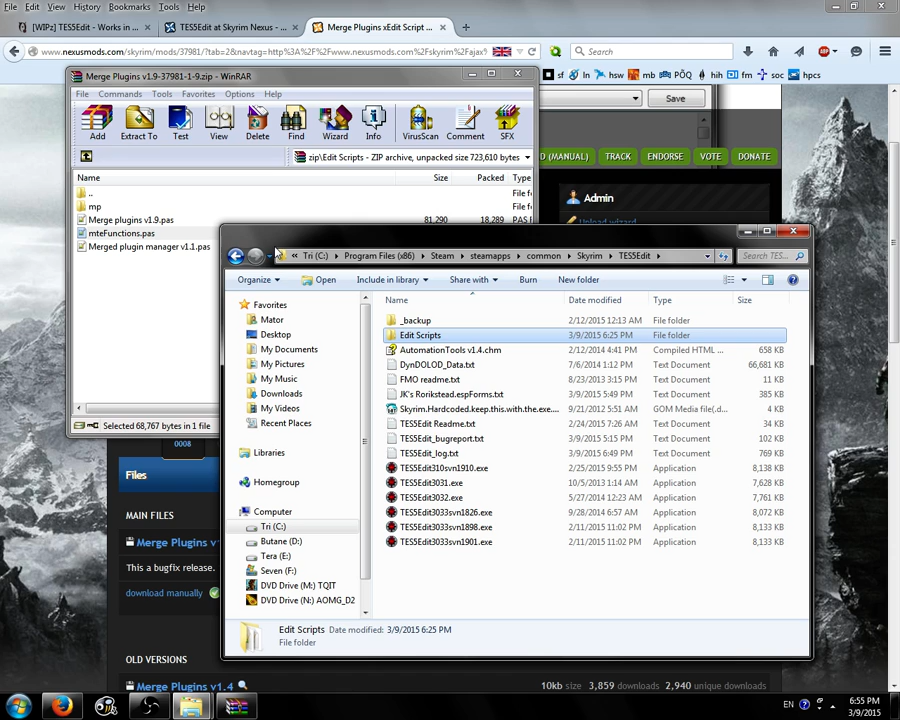 File Edit View History Bookmarks Tools Help
[WIPz] TES5Edit - Works in ... × TES5Edit at Skyrim Nexus - ... × Merge Plugins xEdit Script ... × +
www.nexusmods.com/skyrim/mods/37981/?tab=2&navtag=http%3A%2F%2Fwww.nexusmods.com%2Fskyrim%2Fajax Search
sf In hsw mb PÕQ hih fm soc hpcs
Merge Plugins v1.9-37981-1-9.zip - WinRAR
File Commands Tools Favorites Options Help
Add Extract To Test View Delete Find Wizard Info VirusScan Comment SFX
Save
zip\Edit Scripts - ZIP archive, unpacked size 723,610 bytes
D (MANUAL) TRACK ENDORSE VOTE DONATE
Name Size Packed Type
.. File f
mp File f
Merge plugins v1.9.pas 81,290 18,289 PAS F
mteFunctions.pas
Merged plugin manager v1.1.pas
Selected 68,767 bytes in 1 file
Admin
Upload wizard
« Tri (C:) Program Files (x86) Steam steamapps common Skyrim TES5Edit Search TES...
Organize Open Include in library Share with Burn New folder
Favorites
Mator
Desktop
My Documents
My Pictures
My Music
Downloads
My Videos
Recent Places
Libraries
Homegroup
Computer
Tri (C:)
Butane (D:)
Tera (E:)
Seven (F:)
DVD Drive (M:) TQIT
DVD Drive (N:) AOMG_D2
Name Date modified Type Size
_backup 2/12/2015 12:13 AM File folder
Edit Scripts 3/9/2015 6:25 PM File folder
AutomationTools v1.4.chm 2/12/2014 4:41 PM Compiled HTML ... 658 KB
DynDOLOD_Data.txt 7/6/2014 1:12 PM Text Document 66,681 KB
FMO readme.txt 8/23/2013 3:15 PM Text Document 11 KB
JK's Rorikstead.espForms.txt 3/9/2015 5:49 PM Text Document 385 KB
Skyrim.Hardcoded.keep.this.with.the.exe.... 9/21/2012 5:51 AM GOM Media file(.d... 4 KB
TES5Edit Readme.txt 2/24/2015 7:26 AM Text Document 34 KB
TES5Edit_bugreport.txt 3/9/2015 5:15 PM Text Document 102 KB
TES5Edit_log.txt 3/9/2015 6:49 PM Text Document 769 KB
TES5Edit310svn1910.exe 2/25/2015 9:55 PM Application 8,138 KB
TES5Edit3031.exe 10/5/2013 1:14 AM Application 7,628 KB
TES5Edit3032.exe 5/27/2014 12:23 AM Application 7,761 KB
TES5Edit3033svn1826.exe 9/28/2014 6:57 AM Application 8,072 KB
TES5Edit3033svn1898.exe 2/11/2015 11:02 PM Application 8,133 KB
TES5Edit3033svn1901.exe 2/11/2015 11:02 PM Application 8,133 KB
Edit Scripts Date modified: 3/9/2015 6:25 PM
File folder
0008
Files
MAIN FILES
Merge Plugins v
This a bugfix release.
download manually
OLD VERSIONS
Merge Plugins v1.4 10kb size 3,859 downloads 2,940 unique downloads
EN 6:55 PM
3/9/2015